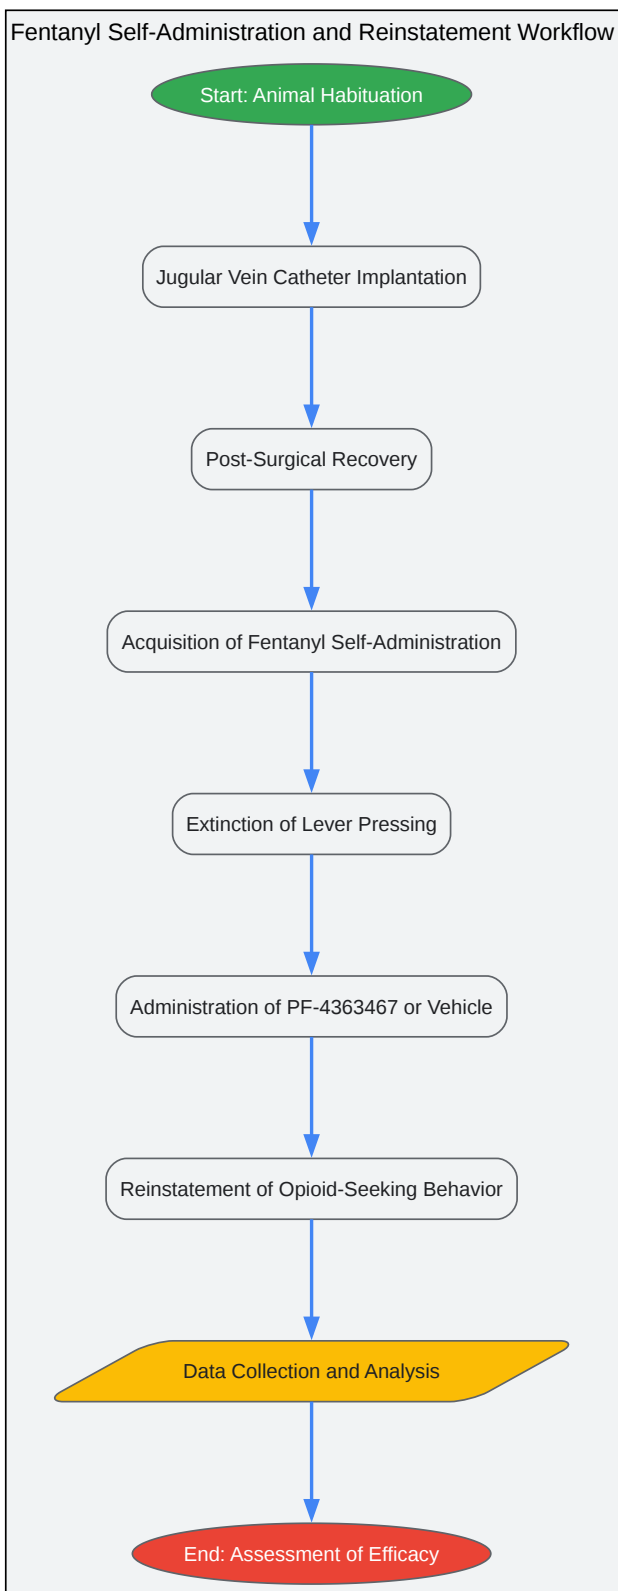 Fentanyl Self-Administration and Reinstatement Workflow
Start: Animal Habituation
Jugular Vein Catheter Implantation
Post-Surgical Recovery
Acquisition of Fentanyl Self-Administration
Extinction of Lever Pressing
Administration of PF-4363467 or Vehicle
Reinstatement of Opioid-Seeking Behavior
Data Collection and Analysis
End: Assessment of Efficacy